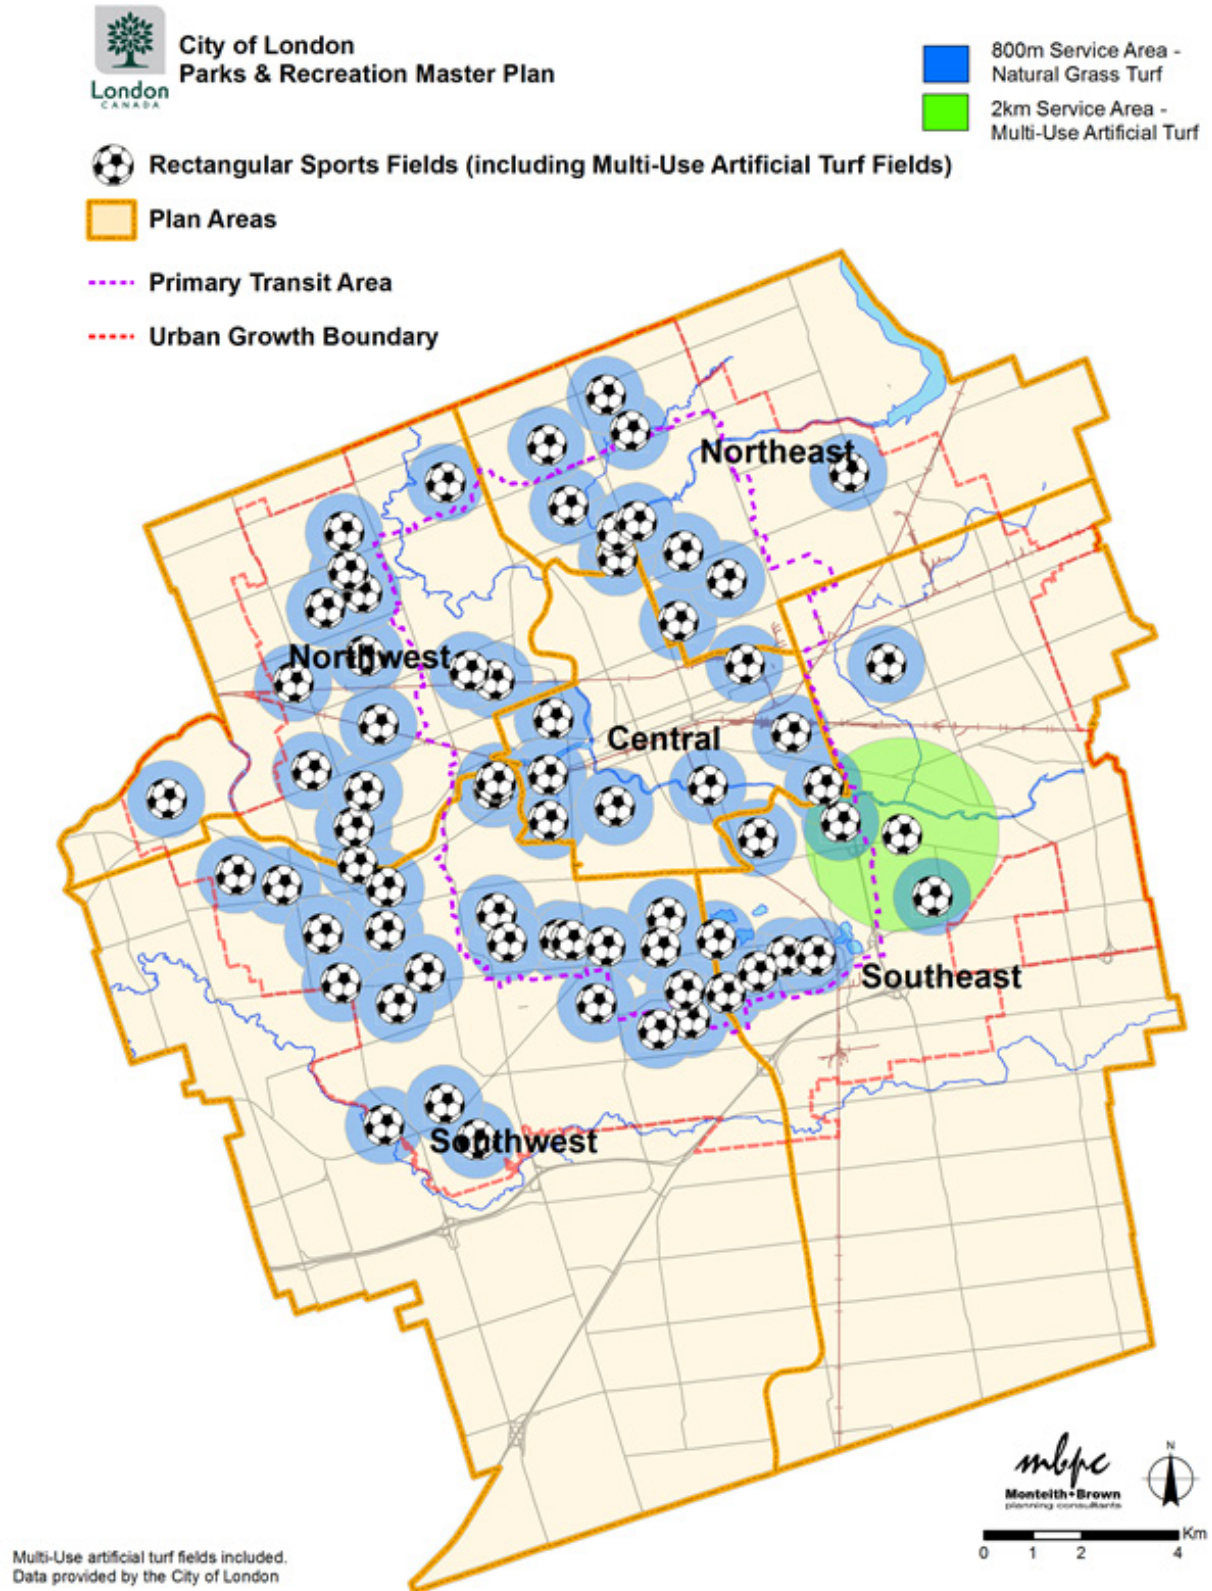 City of London
Parks & Recreation Master Plan
London
CANADA
800m Service Area -
Natural Grass Turf
2km Service Area -
Multi-Use Artificial Turf
Rectangular Sports Fields (including Multi-Use Artificial Turf Fields)
Plan Areas
Primary Transit Area
Urban Growth Boundary
Northeast
Northwest
Central
Southeast
Southwest
mbpc
Monteith+Brown
planning consultants
N
Km
0 1 2 4
Multi-Use artificial turf fields included.
Data provided by the City of London